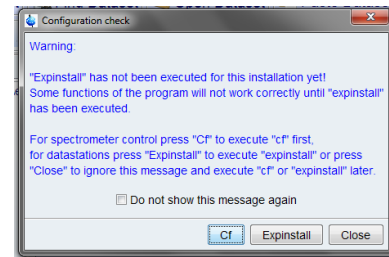 Configuration check
Warning:
"Expinstall" has not been executed for this installation yet!
Some functions of the program will not work correctly until "expinstall"
has been executed.
For spectrometer control press "Cf" to execute "cf" first,
for datastations press "Expinstall" to execute "expinstall" or press
"Close" to ignore this message and execute "cf" or "expinstall" later.
Do not show this message again
Cf Expinstall Close